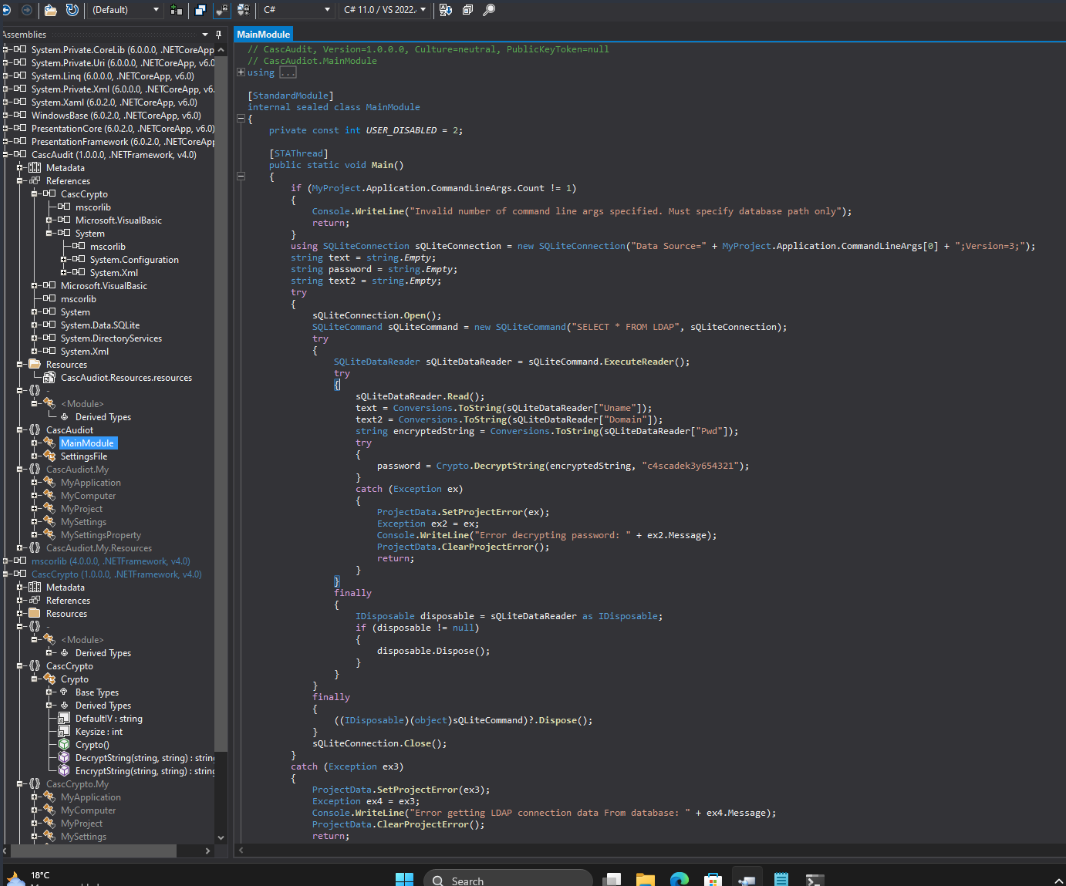 (Default)
C#
C# 11.0 / VS 2022.
Assemblies
System.Private.CoreLib (6.0.0.0, .NETCoreApp,
System.Private.Uri (6.0.0.0, .NETCoreApp, v6.0)
System.Linq (6.0.0.0, .NETCoreApp, v6.0)
System.Private.Xml (6.0.0.0, .NETCoreApp, v6.
System.Xaml (6.0.2.0, .NETCoreApp, v6.0)
WindowsBase (6.0.2.0, .NETCoreApp, v6.0)
PresentationCore (6.0.2.0, .NETCoreApp, v6.0)
PresentationFramework (6.0.2.0, .NETCoreApp
CascAudit (1.0.0.0, .NETFramework, v4.0)
Metadata
References
CascCrypto
mscorlib
Microsoft.VisualBasic
System
mscorlib
System.Configuration
System.Xml
Microsoft.VisualBasic
mscorlib
System
System.Data.SQLite
System.DirectoryServices
System.Xml
Resources
CascAudiot.Resources.resources
{} -
<Module>
Derived Types
{} CascAudiot
MainModule
SettingsFile
{} CascAudiot.My
MyApplication
MyComputer
MyProject
MySettings
MySettingsProperty
{} CascAudiot.My.Resources
mscorlib (4.0.0.0, .NETFramework, v4.0)
CascCrypto (1.0.0.0, .NETFramework, v4.0)
Metadata
References
Resources
{} -
<Module>
Derived Types
{} CascCrypto
Crypto
Base Types
Derived Types
DefaultIV : string
Keysize : int
Crypto()
DecryptString(string, string) : strin
EncryptString(string, string) : string
{} CascCrypto.My
MyApplication
MyComputer
MyProject
MySettings
MainModule
// CascAudit, Version=1.0.0.0, Culture=neutral, PublicKeyToken=null
// CascAudiot.MainModule
using ...
[StandardModule]
internal sealed class MainModule
{
private const int USER_DISABLED = 2;
[STAThread]
public static void Main()
{
if (MyProject.Application.CommandLineArgs.Count != 1)
{
Console.WriteLine("Invalid number of command line args specified. Must specify database path only");
return;
}
using SQLiteConnection sQLiteConnection = new SQLiteConnection("Data Source=" + MyProject.Application.CommandLineArgs[0] + ";Version=3;");
string text = string.Empty;
string password = string.Empty;
string text2 = string.Empty;
try
{
sQLiteConnection.Open();
SQLiteCommand sQLiteCommand = new SQLiteCommand("SELECT * FROM LDAP", sQLiteConnection);
try
{
SQLiteDataReader sQLiteDataReader = sQLiteCommand.ExecuteReader();
try
{
sQLiteDataReader.Read();
text = Conversions.ToString(sQLiteDataReader["Uname"]);
text2 = Conversions.ToString(sQLiteDataReader["Domain"]);
string encryptedString = Conversions.ToString(sQLiteDataReader["Pwd"]);
try
{
password = Crypto.DecryptString(encryptedString, "c4scadek3y654321");
}
catch (Exception ex)
{
ProjectData.SetProjectError(ex);
Exception ex2 = ex;
Console.WriteLine("Error decrypting password: " + ex2.Message);
ProjectData.ClearProjectError();
return;
}
}
finally
{
IDisposable disposable = sQLiteDataReader as IDisposable;
if (disposable != null)
{
disposable.Dispose();
}
}
}
finally
{
((IDisposable)(object)sQLiteCommand)?.Dispose();
}
sQLiteConnection.Close();
}
catch (Exception ex3)
{
ProjectData.SetProjectError(ex3);
Exception ex4 = ex3;
Console.WriteLine("Error getting LDAP connection data From database: " + ex4.Message);
ProjectData.ClearProjectError();
return;
18°C
Search